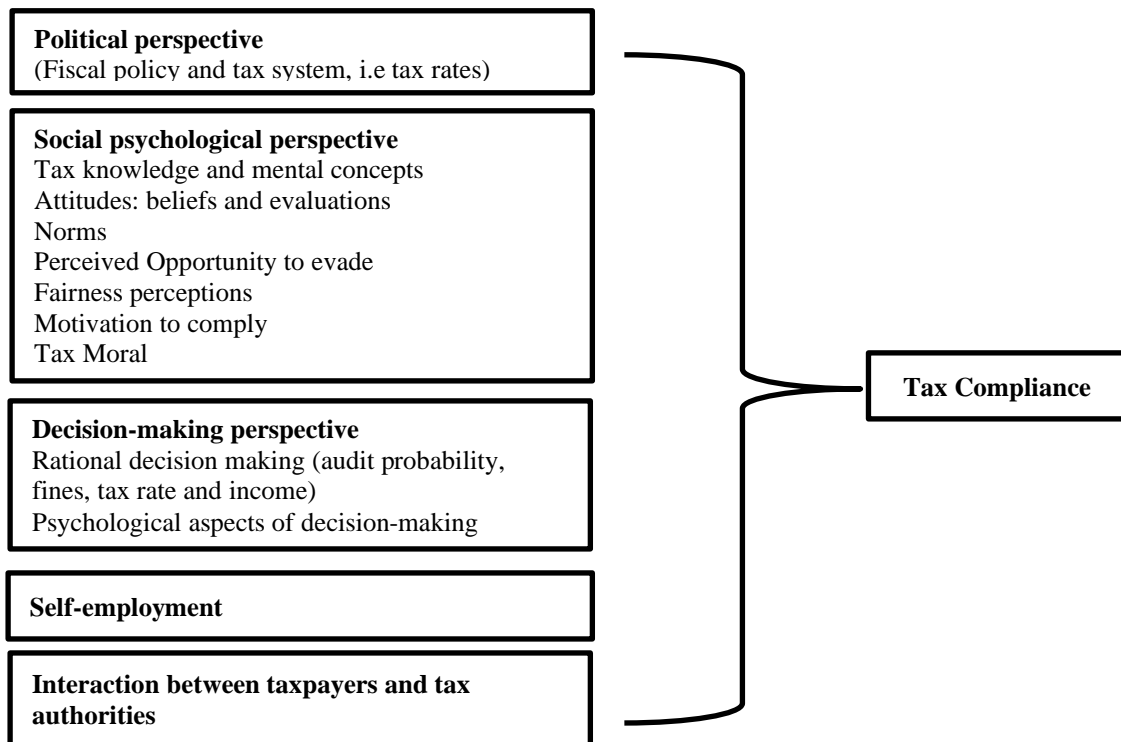 Political perspective
(Fiscal policy and tax system, i.e tax rates)
Social psychological perspective
Tax knowledge and mental concepts
Attitudes: beliefs and evaluations
Norms
Perceived Opportunity to evade
Fairness perceptions
Motivation to comply
Tax Moral
Tax Compliance
Decision-making perspective
Rational decision making (audit probability,
fines, tax rate and income)
Psychological aspects of decision-making
Self-employment
Interaction between taxpayers and tax
authorities